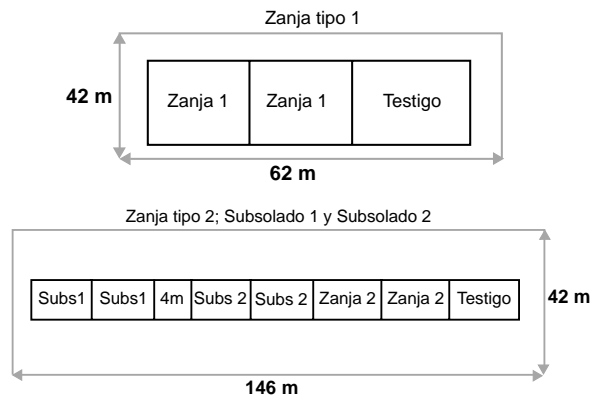 Zanja tipo 1
42 m
Zanja 1 Zanja 1 Testigo
62 m
Zanja tipo 2; Subsolado 1 y Subsolado 2
Subs1 Subs1 4m Subs 2 Subs 2 Zanja 2 Zanja 2 Testigo
42 m
146 m